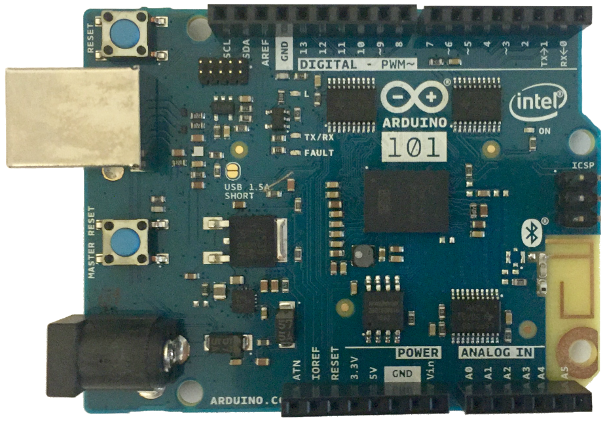 RESET
SCL
SDA
AREF
GND
13
12
11
10
~9
8
7
~6
~5
4
~3
2
TX→1
RX←0
DIGITAL - PWM~
L
TX/RX
FAULT
ARDUINO
101
intel
ON
ICSP
USB 1.5A
SHORT
MASTER RESET
ATN
IOREF
RESET
3.3V
5V
GND
Vin
POWER
ANALOG IN
A0
A1
A2
A3
A4
A5
ARDUINO.CC